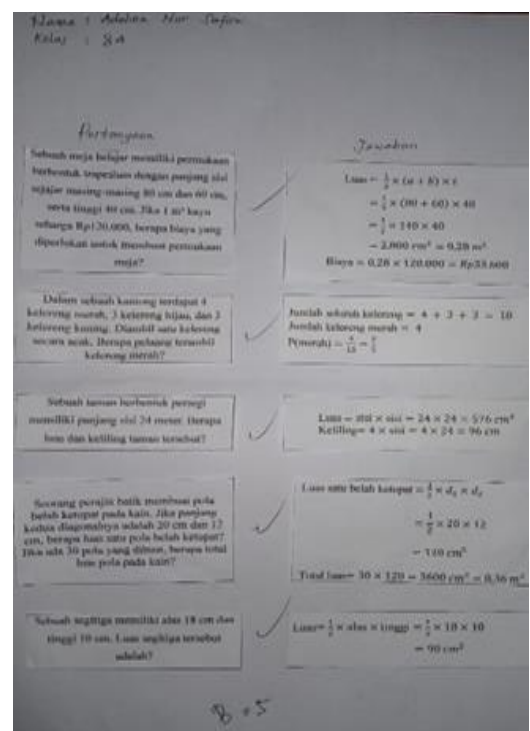 Nama : Adelina Nur Safira
Kelas : 8A
Pertanyaan
Sebuah meja belajar memiliki permukaan
berbentuk trapesium dengan panjang sisi
sejajar masing-masing 80 cm dan 60 cm,
serta tinggi 40 cm. Jika 1 m² kayu
seharga Rp120.000, berapa biaya yang
diperlukan untuk membuat permukaan
meja?
Jawaban
Luas = 1/2 × (a + b) × t
= 1/2 × (80 + 60) × 40
= 1/2 × 140 × 40
= 2.800 cm² = 0,28 m²
Biaya = 0,28 × 120.000 = Rp33.600
Dalam sebuah kantong terdapat 4
kelereng merah, 3 kelereng hijau, dan 3
kelereng kuning. Diambil satu kelereng
secara acak. Berapa peluang terambil
kelereng merah?
Jumlah seluruh kelereng = 4 + 3 + 3 = 10
Jumlah kelereng merah = 4
P(merah) = 4/10 = 2/5
Sebuah taman berbentuk persegi
memiliki panjang sisi 24 meter. Berapa
luas dan keliling taman tersebut?
Luas = sisi × sisi = 24 × 24 = 576 cm²
Keliling= 4 × sisi = 4 × 24 = 96 cm
Seorang perajin batik membuat pola
belah ketupat pada kain. Jika panjang
kedua diagonalnya adalah 20 cm dan 12
cm, berapa luas satu pola belah ketupat?
Jika ada 30 pola yang dibuat, berapa total
luas pola pada kain?
Luas satu belah ketupat = 1/2 × d₁ × d₂
= 1/2 × 20 × 12
= 120 cm²
Total luas= 30 × 120 = 3600 cm² = 0,36 m²
Sebuah segitiga memiliki alas 18 cm dan
tinggi 10 cm. Luas segitiga tersebut
adalah?
Luas= 1/2 × alas × tinggi = 1/2 × 18 × 10
= 90 cm²
B = 5